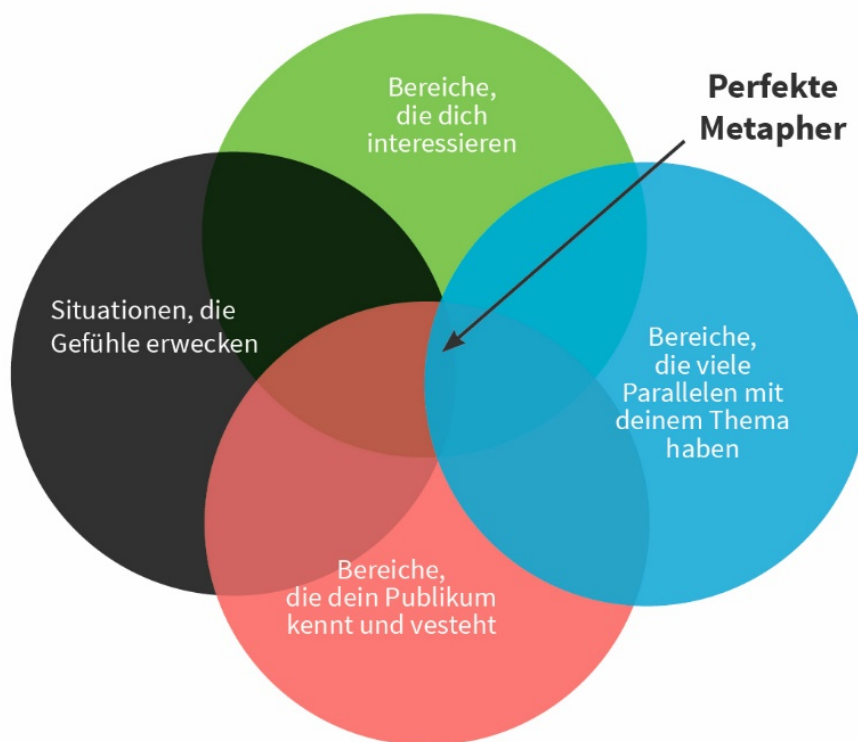 Bereiche,
die dich
interessieren
Perfekte
Metapher
Situationen, die
Gefühle erwecken
Bereiche,
die viele
Parallelen mit
deinem Thema
haben
Bereiche,
die dein Publikum
kennt und vesteht